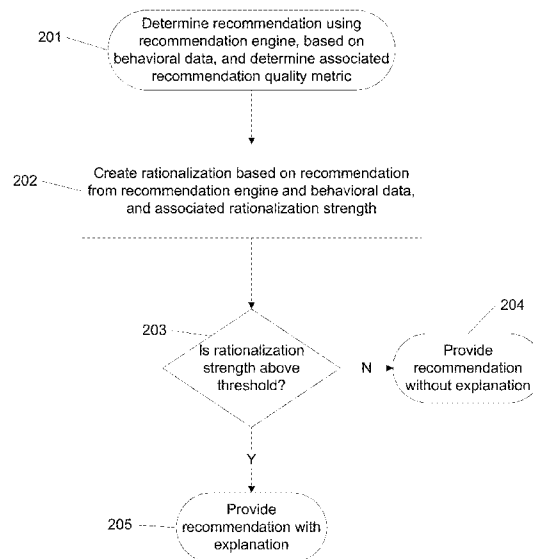 201
Determine recommendation using
recommendation engine, based on
behavioral data, and determine associated
recommendation quality metric
202
Create rationalization based on recommendation
from recommendation engine and behavioral data,
and associated rationalization strength
203
Is rationalization
strength above
threshold?
N
204
Provide
recommendation
without explanation
Y
205
Provide
recommendation with
explanation